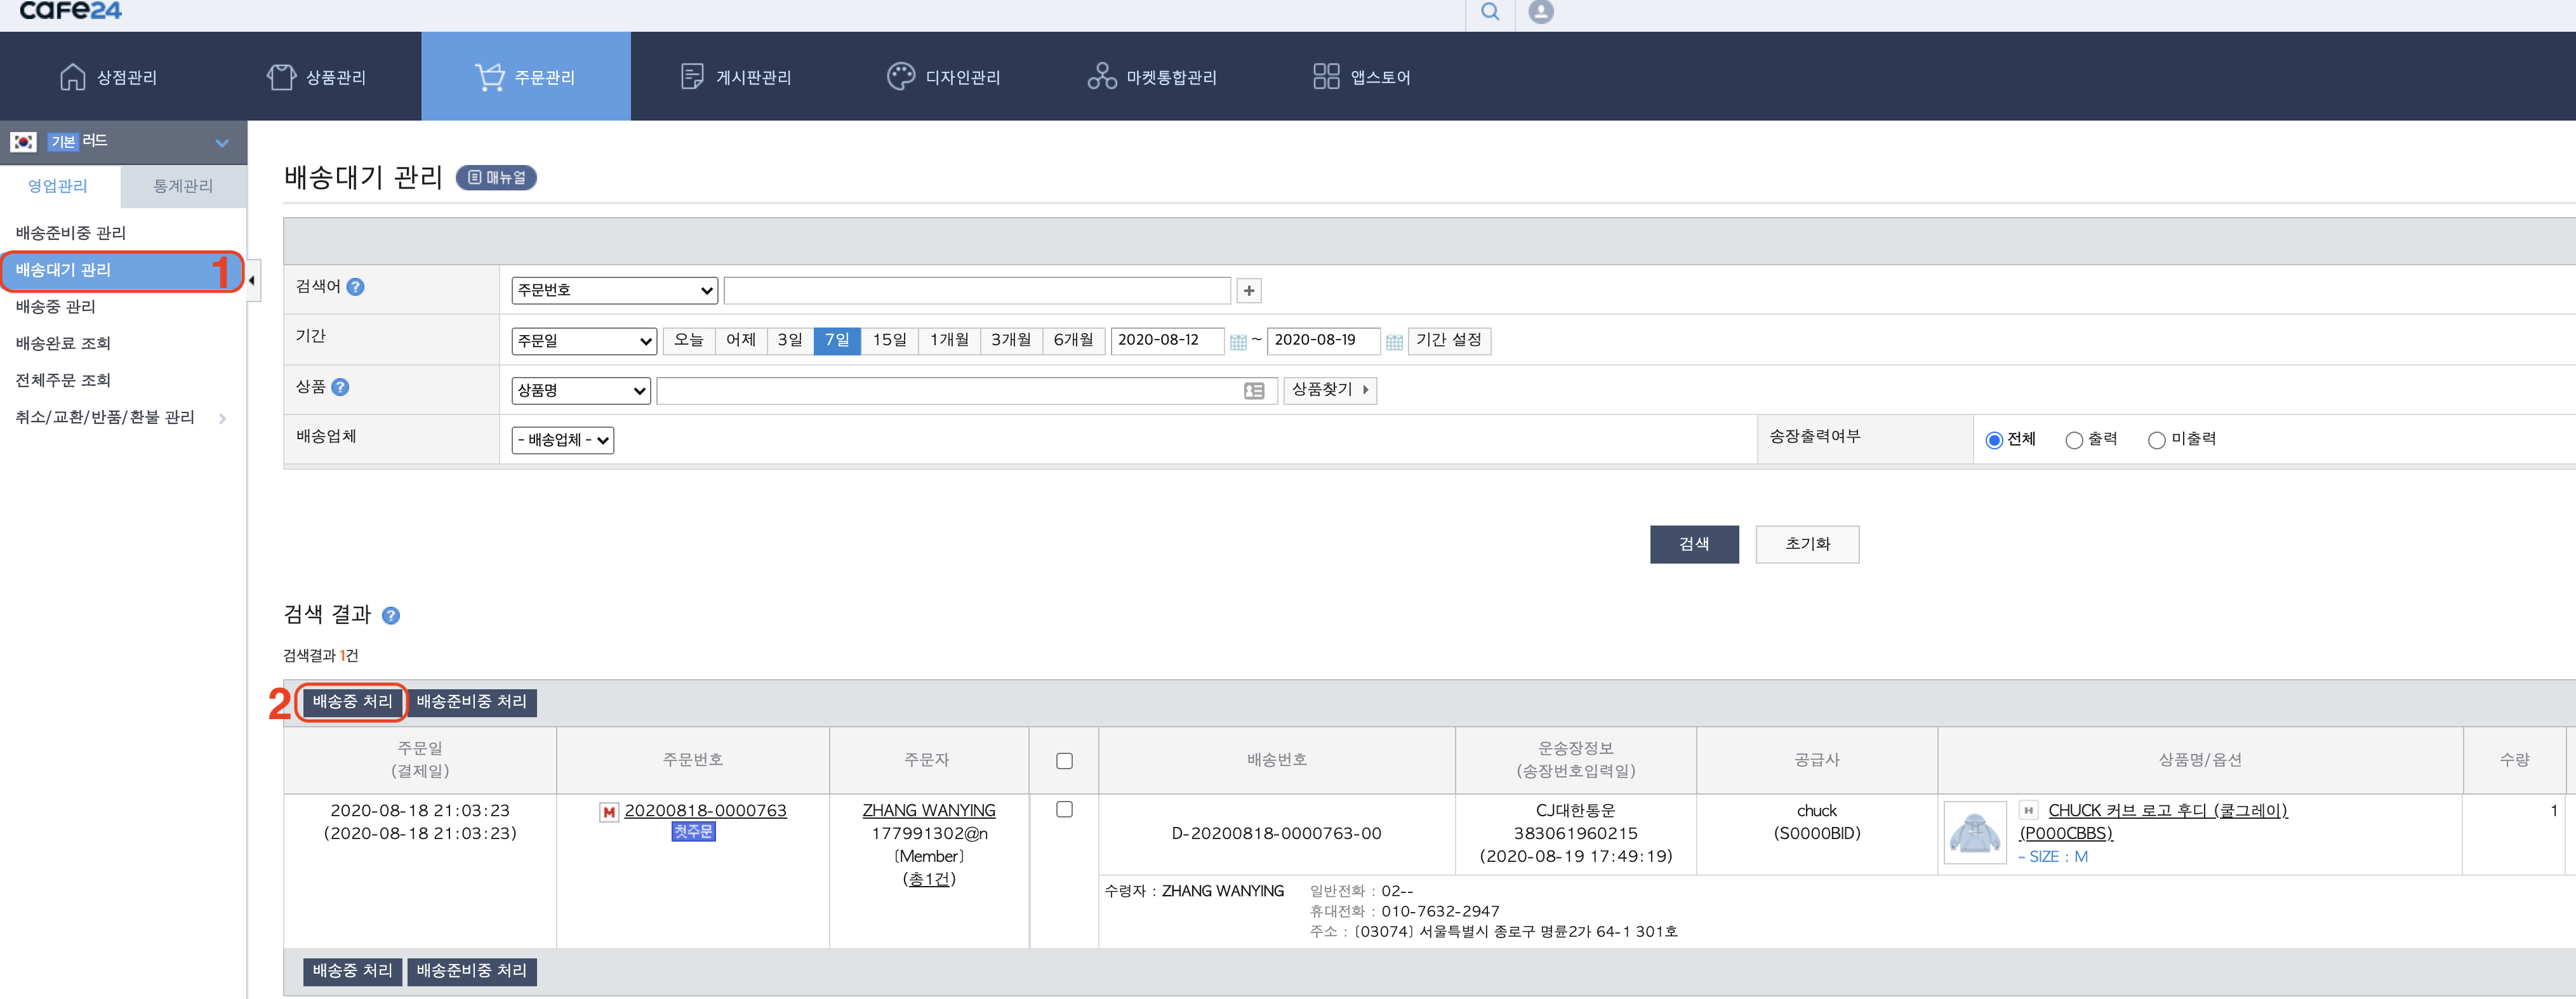 cafe24
상점관리 상품관리 주문관리 게시판관리 디자인관리 마켓통합관리 앱스토어
기본 러드
영업관리 통계관리
배송준비중 관리
배송대기 관리 1
배송중 관리
배송완료 조회
전체주문 조회
취소/교환/반품/환불 관리
배송대기 관리 매뉴얼
검색어 ? 주문번호 +
기간 주문일 오늘 어제 3일 7일 15일 1개월 3개월 6개월 2020-08-12 ~ 2020-08-19 기간 설정
상품 ? 상품명 상품찾기
배송업체 - 배송업체 - 송장출력여부 전체 출력 미출력
검색 초기화
검색 결과 ?
검색결과 1건
2 배송중 처리 배송준비중 처리
주문일
(결제일)
주문번호
주문자
배송번호
운송장정보
(송장번호입력일)
공급사
상품명/옵션
수량
2020-08-18 21:03:23
(2020-08-18 21:03:23)
M 20200818-0000763
첫주문
ZHANG WANYING
177991302@n
[Member]
(총1건)
D-20200818-0000763-00
CJ대한통운
383061960215
(2020-08-19 17:49:19)
chuck
(S0000BID)
H CHUCK 커브 로고 후디 (쿨그레이)
(P000CBBS)
- SIZE : M
1
수령자 : ZHANG WANYING
일반전화 : 02--
휴대전화 : 010-7632-2947
주소 : [03074] 서울특별시 종로구 명륜2가 64-1 301호
배송중 처리 배송준비중 처리